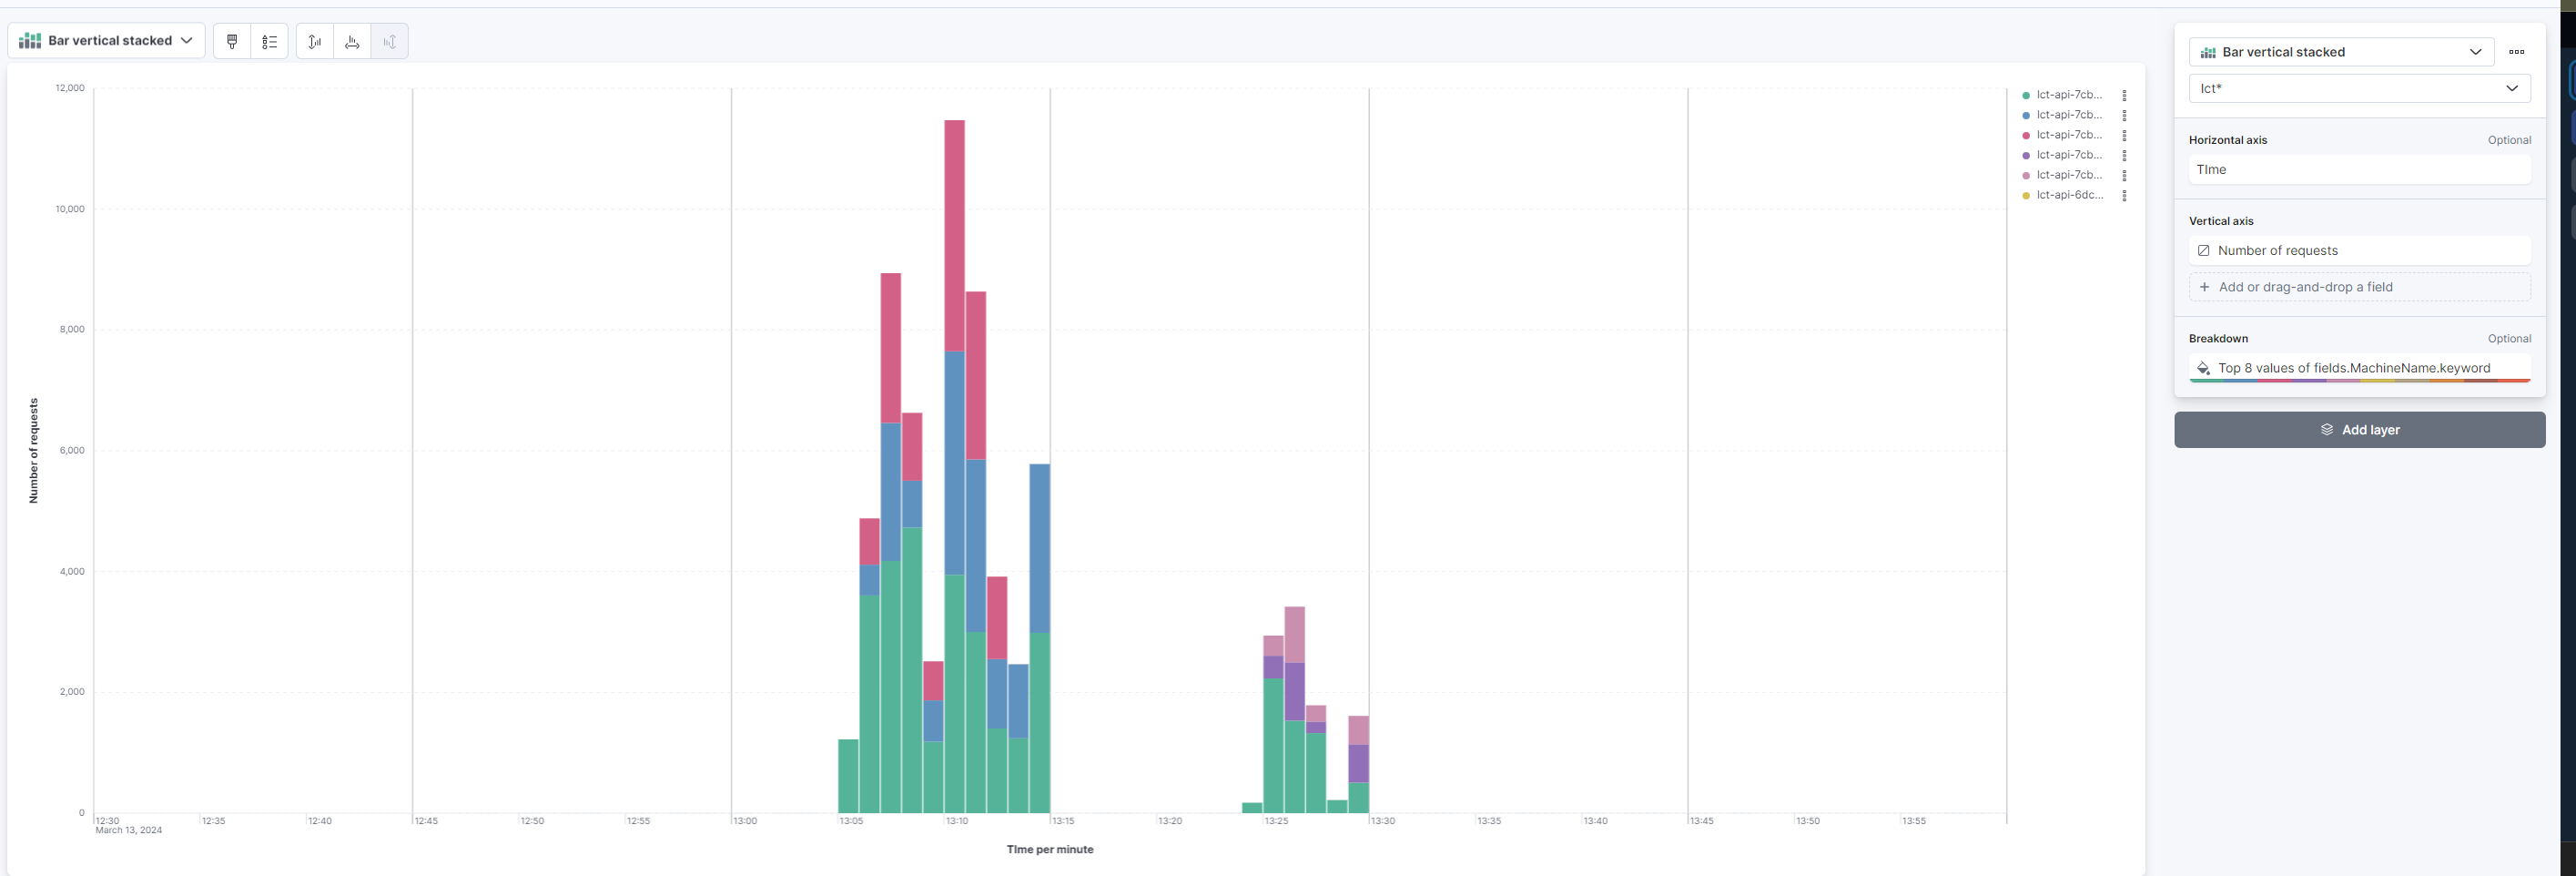 Bar vertical stacked
12,000
10,000
8,000
6,000
4,000
2,000
0
Number of requests
12:30
March 13, 2024
12:35
12:40
12:45
12:50
12:55
13:00
13:05
13:10
13:15
13:20
13:25
13:30
13:35
13:40
13:45
13:50
13:55
TIme per minute
lct-api-7cb...
lct-api-7cb...
lct-api-7cb...
lct-api-7cb...
lct-api-7cb...
lct-api-6dc...
Bar vertical stacked
lct*
Horizontal axis Optional
TIme
Vertical axis
Number of requests
+ Add or drag-and-drop a field
Breakdown Optional
Top 8 values of fields.MachineName.keyword
Add layer